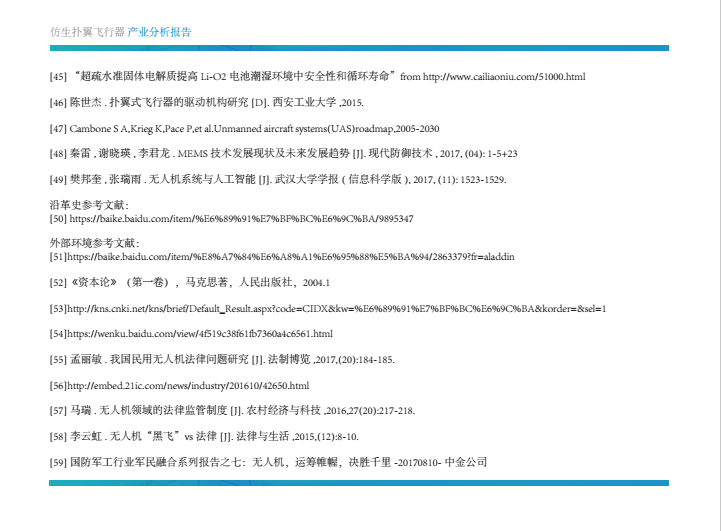 仿生扑翼飞行器 产业分析报告
[45] “超疏水准固体电解质提高 Li-O2 电池潮湿环境中安全性和循环寿命” from http://www.cailiaoniu.com/51000.html
[46] 陈世杰 . 扑翼式飞行器的驱动机构研究 [D]. 西安工业大学 ,2015.
[47] Cambone S A,Krieg K,Pace P,et al.Unmanned aircraft systems(UAS)roadmap,2005-2030
[48] 秦雷 , 谢晓瑛 , 李君龙 . MEMS 技术发展现状及未来发展趋势 [J]. 现代防御技术 , 2017, (04): 1-5+23
[49] 樊邦奎 , 张瑞雨 . 无人机系统与人工智能 [J]. 武汉大学学报 ( 信息科学版 ), 2017, (11): 1523-1529.
沿革史参考文献：
[50] https://baike.baidu.com/item/%E6%89%91%E7%BF%BC%E6%9C%BA/9895347
外部环境参考文献：
[51]https://baike.baidu.com/item/%E8%A7%84%E6%A8%A1%E6%95%88%E5%BA%94/2863379?fr=aladdin
[52] 《资本论》（第一卷），马克思著，人民出版社，2004.1
[53]http://kns.cnki.net/kns/brief/Default_Result.aspx?code=CIDX&kw=%E6%89%91%E7%BF%BC%E6%9C%BA&korder=&sel=1
[54]https://wenku.baidu.com/view/4f519c38f61fb7360a4c6561.html
[55] 孟丽敏 . 我国民用无人机法律问题研究 [J]. 法制博览 ,2017,(20):184-185.
[56]http://embed.21ic.com/news/industry/201610/42650.html
[57] 马瑞 . 无人机领域的法律监管制度 [J]. 农村经济与科技 ,2016,27(20):217-218.
[58] 李云虹 . 无人机“黑飞”vs 法律 [J]. 法律与生活 ,2015,(12):8-10.
[59] 国防军工行业军民融合系列报告之七：无人机，运筹帷幄，决胜千里 -20170810- 中金公司